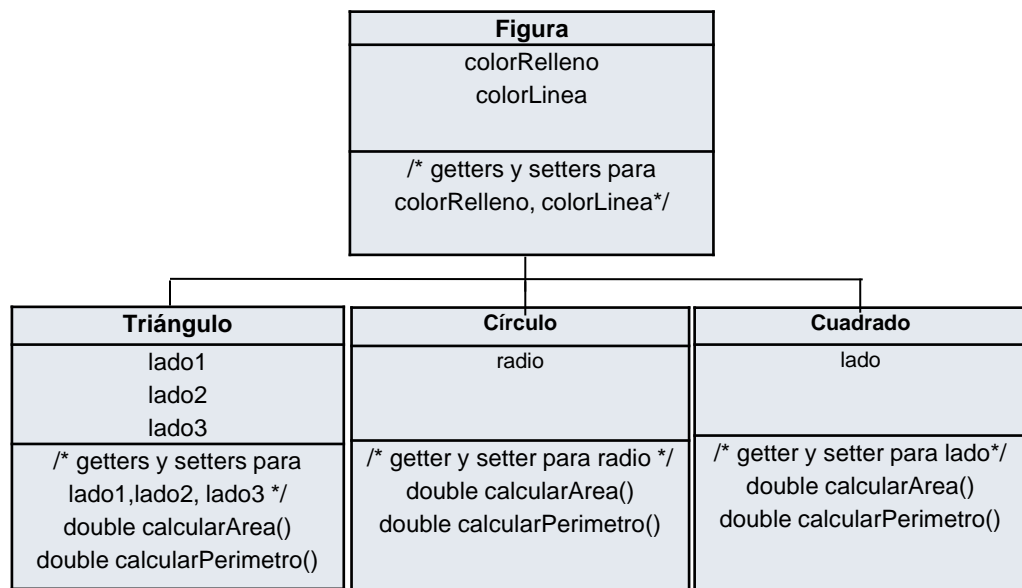 Figura
colorRelleno
colorLinea
/* getters y setters para
colorRelleno, colorLinea*/
Triángulo
lado1
lado2
lado3
/* getters y setters para
lado1,lado2, lado3 */
double calcularArea()
double calcularPerimetro()
Círculo
radio
/* getter y setter para radio */
double calcularArea()
double calcularPerimetro()
Cuadrado
lado
/* getter y setter para lado*/
double calcularArea()
double calcularPerimetro()